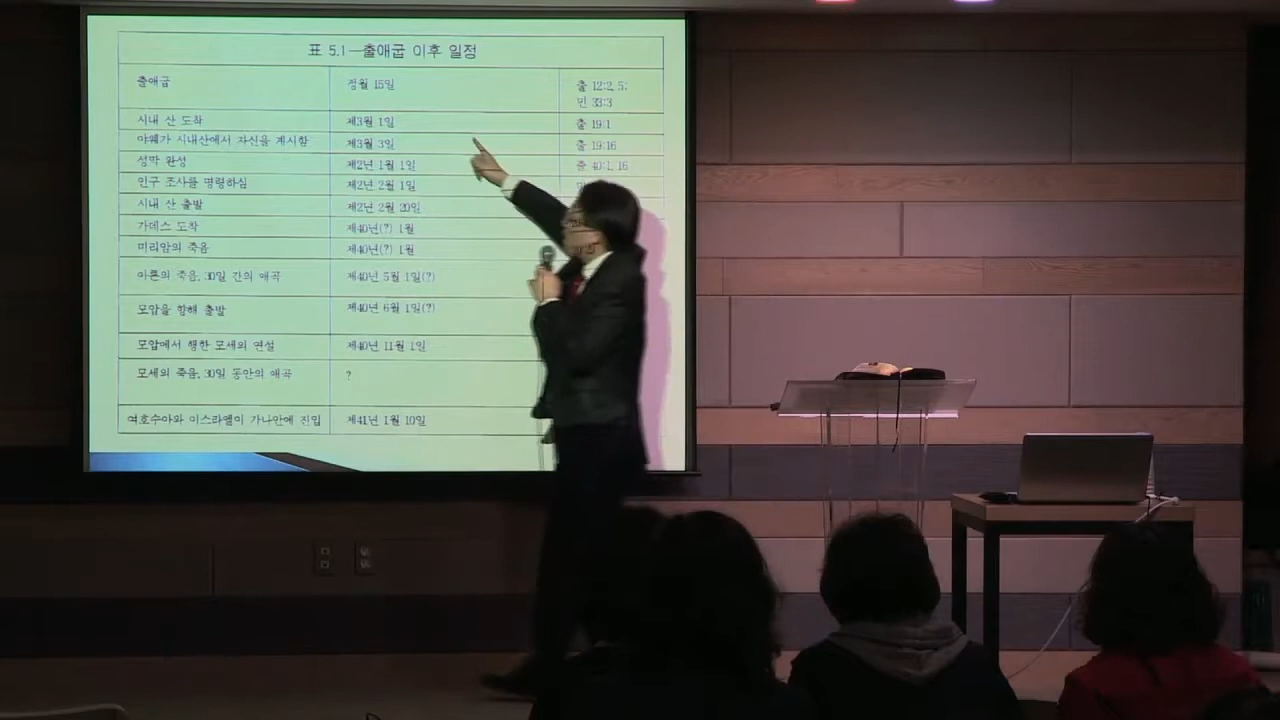 표 5.1—출애굽 이후 일정
출애굽 정월 15일 출 12:2, 5;
민 33:3
시내 산 도착 제3월 1일 출 19:1
야웨가 시내산에서 자신을 계시함 제3월 3일 출 19:16
성막 완성 제2년 1월 1일 출 40:1, 16
인구 조사를 명령하심 제2년 2월 1일
시내 산 출발 제2년 2월 20일
가데스 도착 제40년(?) 1월
미리암의 죽음 제40년(?) 1월
아론의 죽음, 30일 간의 애곡 제40년 5월 1일(?)
모압을 향해 출발 제40년 6월 1일(?)
모압에서 행한 모세의 연설 제40년 11월 1일
모세의 죽음, 30일 동안의 애곡 ?
여호수아와 이스라엘이 가나안에 진입 제41년 1월 10일